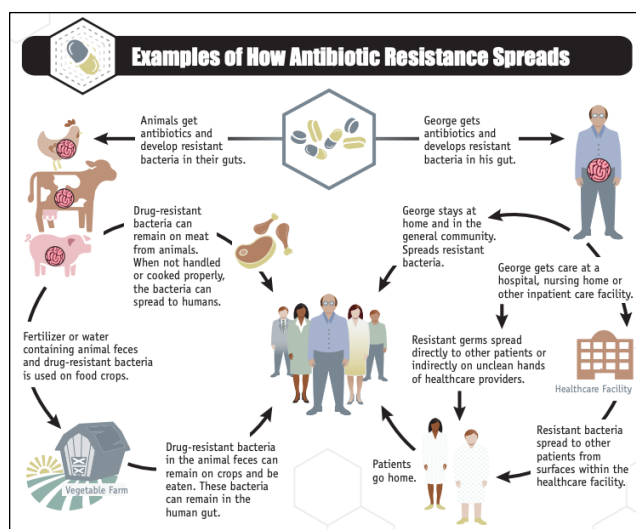 Examples of How Antibiotic Resistance Spreads
Animals get
antibiotics and
develop resistant
bacteria in their guts.
George gets
antibiotics and
develops resistant
bacteria in his gut.
Drug-resistant
bacteria can
remain on meat
from animals.
When not handled
or cooked properly,
the bacteria can
spread to humans.
George stays at
home and in the
general community.
Spreads resistant
bacteria.
George gets care at a
hospital, nursing home or
other inpatient care facility.
Fertilizer or water
containing animal feces
and drug-resistant bacteria
is used on food crops.
Resistant germs spread
directly to other patients or
indirectly on unclean hands
of healthcare providers.
Healthcare Facility
Vegetable Farm
Drug-resistant bacteria
in the animal feces can
remain on crops and be
eaten. These bacteria
can remain in the
human gut.
Patients
go home.
Resistant bacteria
spread to other
patients from
surfaces within the
healthcare facility.